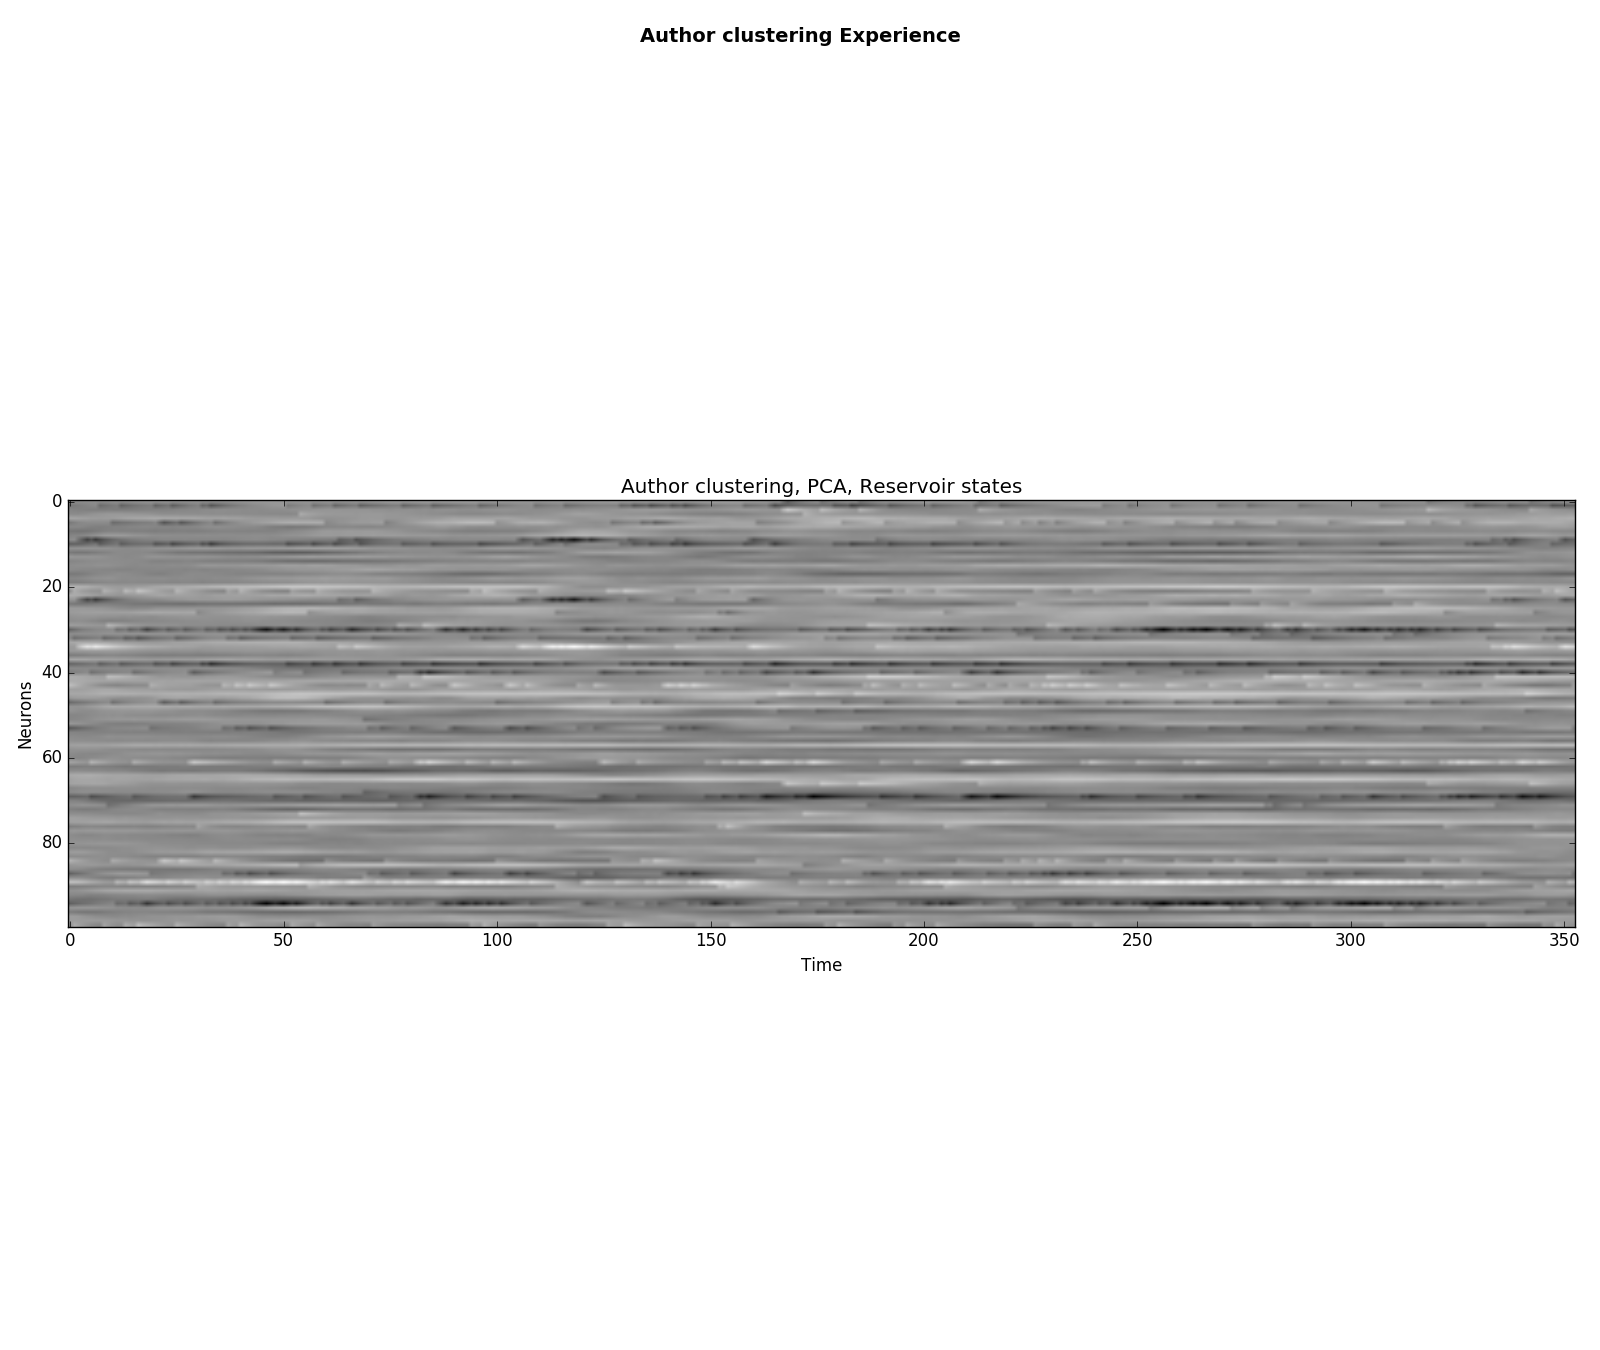 Author clustering Experience
Author clustering, PCA, Reservoir states
0
20
40
60
80
Neurons
0 50 100 150 200 250 300 350
Time